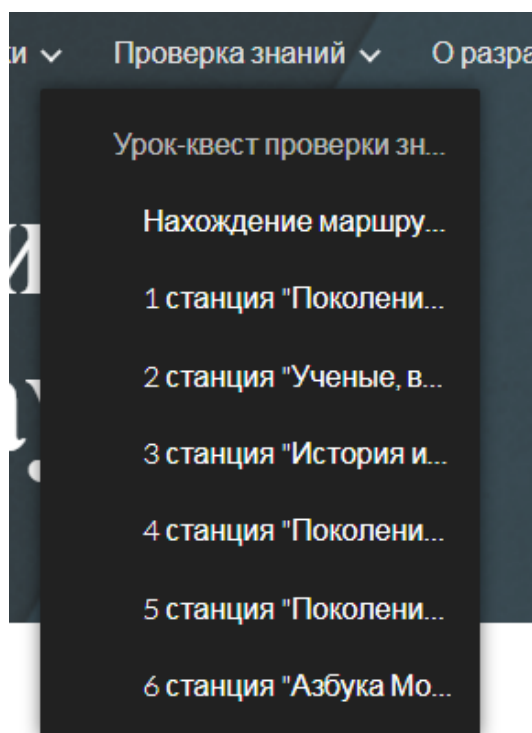 ки Проверка знаний О разра
Урок-квест проверки зн...
Нахождение маршру...
1 станция "Поколени...
2 станция "Ученые, в...
3 станция "История и...
4 станция "Поколени...
5 станция "Поколени...
6 станция "Азбука Мо...